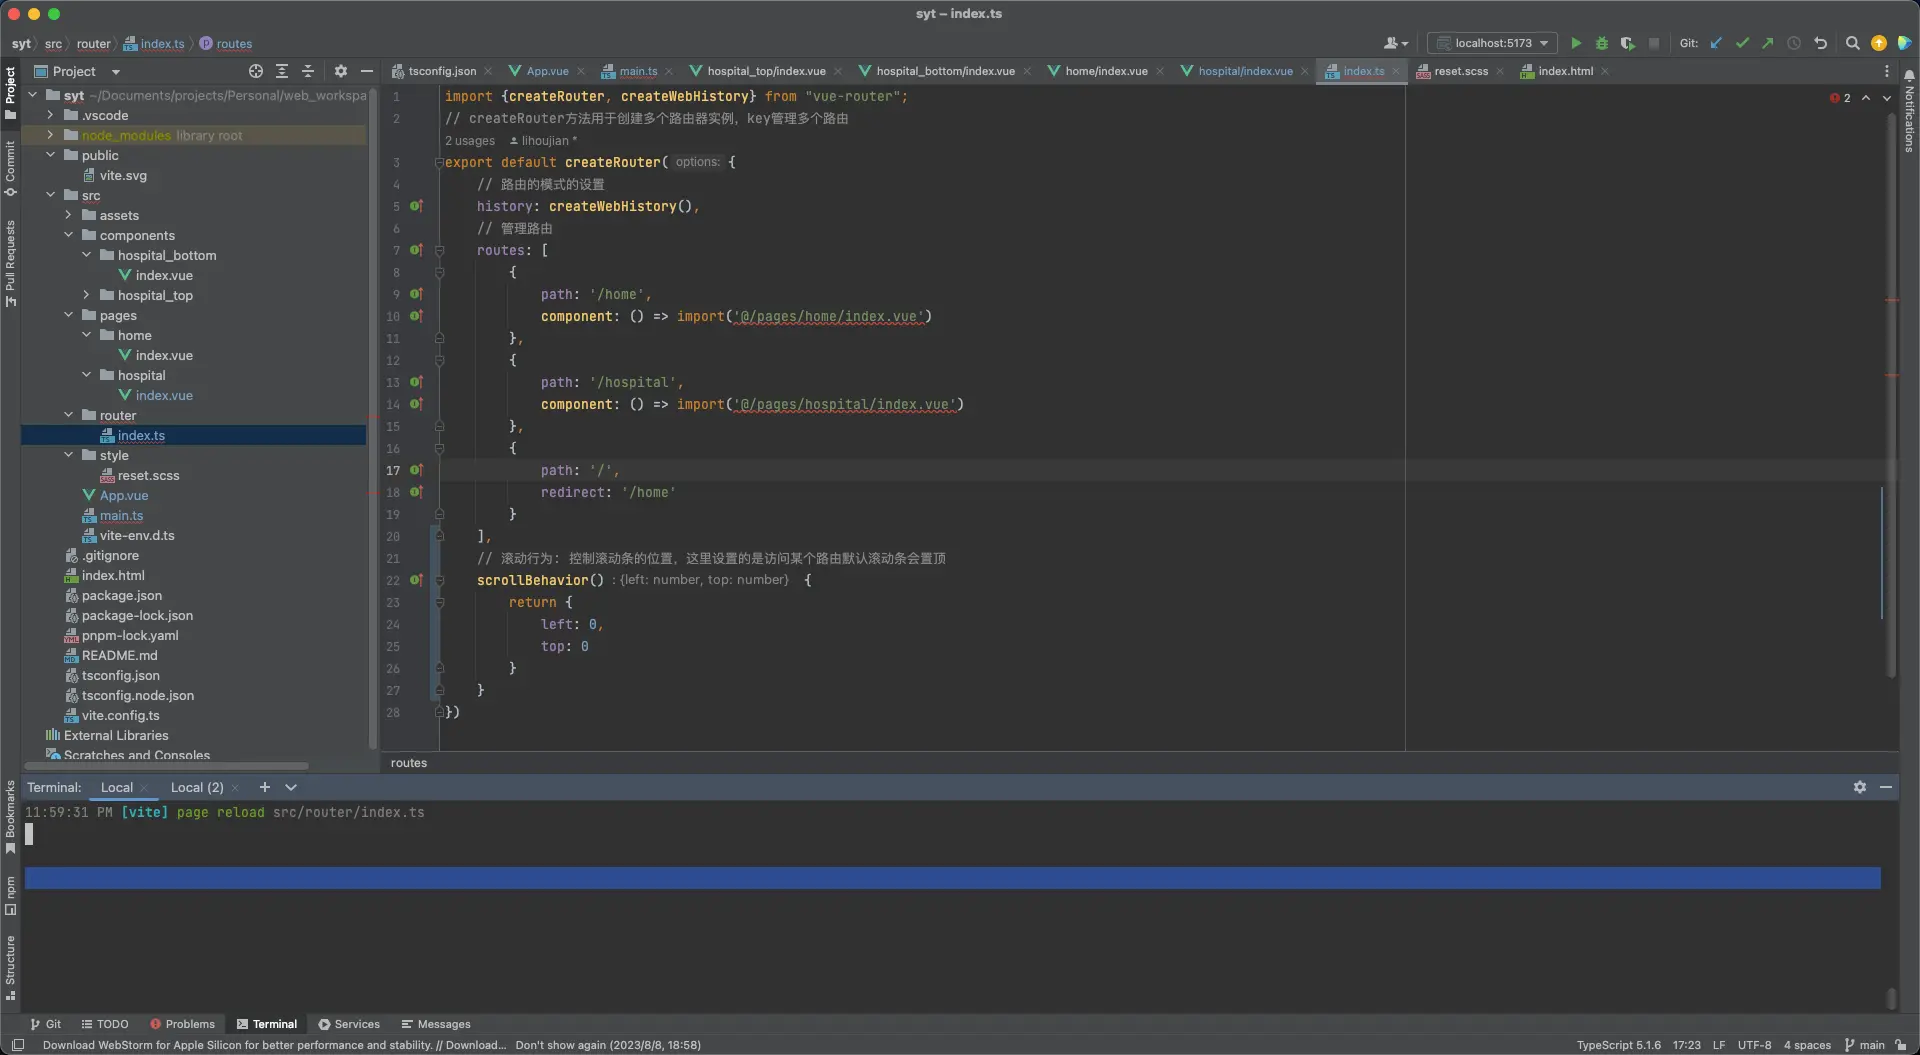 syt – index.ts
syt src router index.ts routes
localhost:5173 Git:
Project
tsconfig.json App.vue main.ts hospital_top/index.vue hospital_bottom/index.vue home/index.vue hospital/index.vue index.ts reset.scss index.html
Project
Commit
Pull Requests
Bookmarks
npm
Structure
Notifications
syt ~/Documents/projects/Personal/web_workspa
.vscode
node_modules library root
public
vite.svg
src
assets
components
hospital_bottom
index.vue
hospital_top
pages
home
index.vue
hospital
index.vue
router
index.ts
style
reset.scss
App.vue
main.ts
vite-env.d.ts
.gitignore
index.html
package.json
package-lock.json
pnpm-lock.yaml
README.md
tsconfig.json
tsconfig.node.json
vite.config.ts
External Libraries
Scratches and Consoles
2
1 import {createRouter, createWebHistory} from "vue-router";
2 // createRouter方法用于创建多个路由器实例，key管理多个路由
2 usages lihoujian *
3 export default createRouter( options: {
4 // 路由的模式的设置
5 history: createWebHistory(),
6 // 管理路由
7 routes: [
8 {
9 path: '/home',
10 component: () => import('@/pages/home/index.vue')
11 },
12 {
13 path: '/hospital',
14 component: () => import('@/pages/hospital/index.vue')
15 },
16 {
17 path: '/',
18 redirect: '/home'
19 }
20 ],
21 // 滚动行为: 控制滚动条的位置，这里设置的是访问某个路由默认滚动条会置顶
22 scrollBehavior() : {left: number, top: number} {
23 return {
24 left: 0,
25 top: 0
26 }
27 }
28 })
routes
Terminal: Local Local (2)
11:59:31 PM [vite] page reload src/router/index.ts
Git TODO Problems Terminal Services Messages
Download WebStorm for Apple Silicon for better performance and stability. // Download... Don't show again (2023/8/8, 18:58) TypeScript 5.1.6 17:23 LF UTF-8 4 spaces main